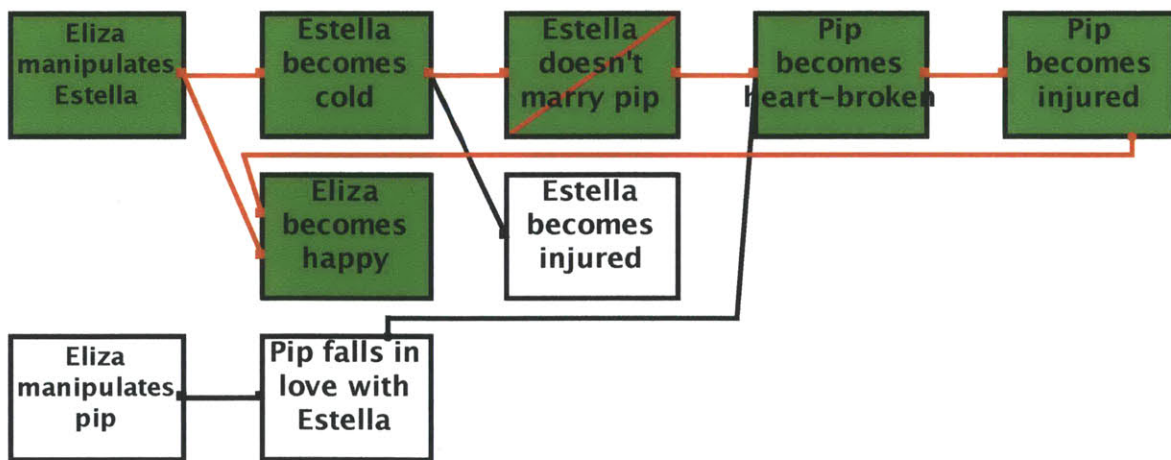 Eliza
manipulates
Estella
Estella
becomes
cold
Estella
doesn't
marry pip
Pip
becomes
heart-broken
Pip
becomes
injured
Eliza
becomes
happy
Estella
becomes
injured
Eliza
manipulates
pip
Pip falls in
love with
Estella